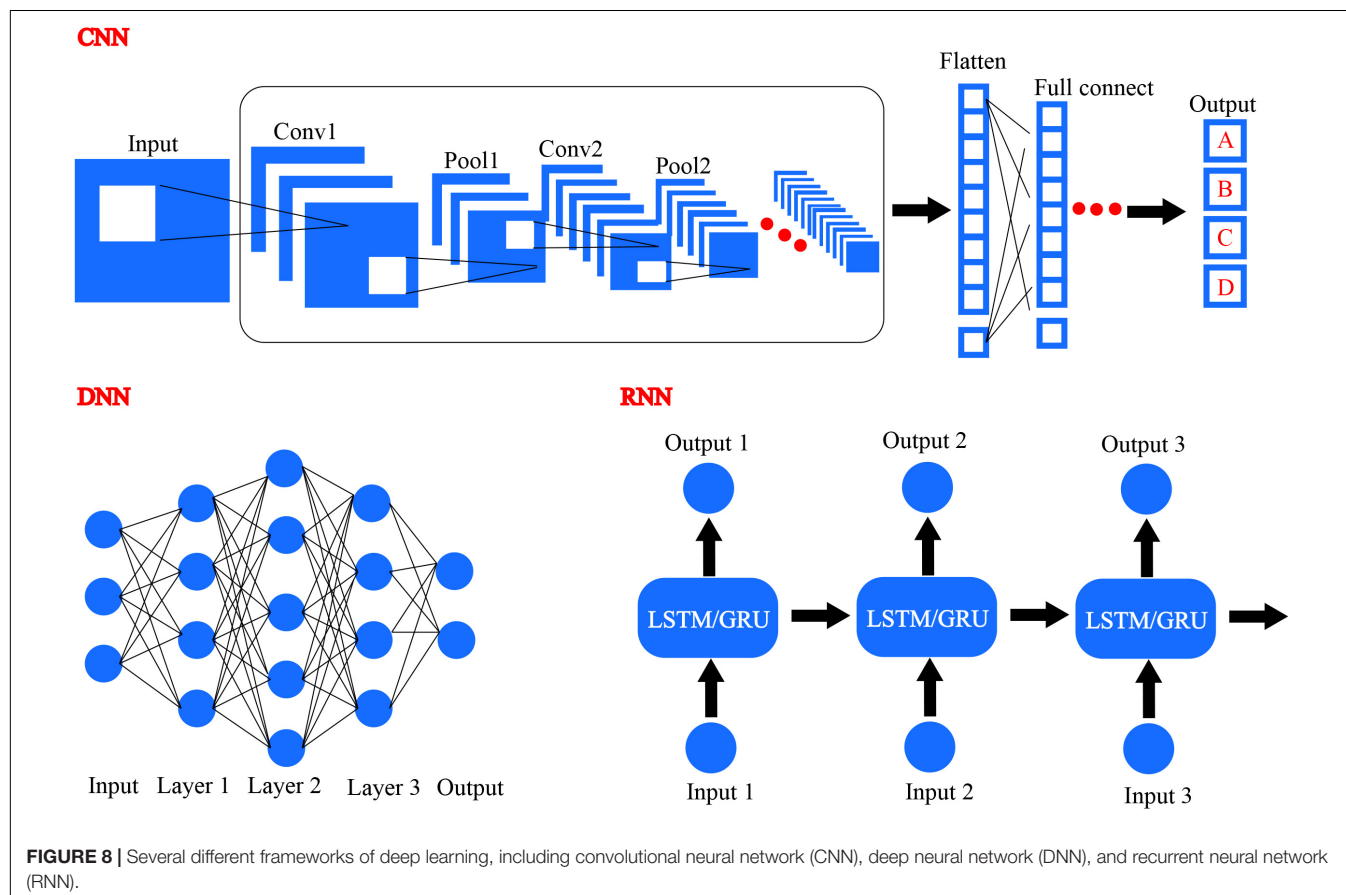 CNN
Input
Conv1
Pool1
Conv2
Pool2
Flatten
Full connect
Output
A
B
C
D
DNN
Input Layer 1 Layer 2 Layer 3 Output
RNN
Output 1 Output 2 Output 3
LSTM/GRU LSTM/GRU LSTM/GRU
Input 1 Input 2 Input 3
FIGURE 8 | Several different frameworks of deep learning, including convolutional neural network (CNN), deep neural network (DNN), and recurrent neural network
(RNN).